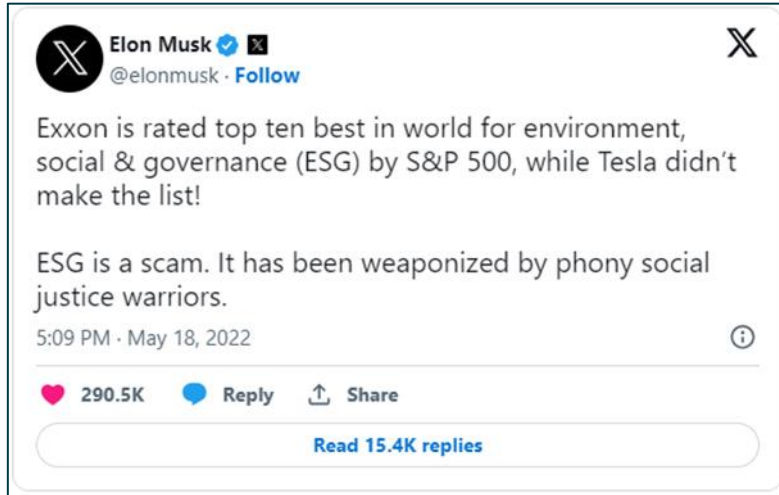 Elon Musk
@elonmusk · Follow
Exxon is rated top ten best in world for environment,
social & governance (ESG) by S&P 500, while Tesla didn’t
make the list!
ESG is a scam. It has been weaponized by phony social
justice warriors.
5:09 PM · May 18, 2022
290.5K Reply Share
Read 15.4K replies